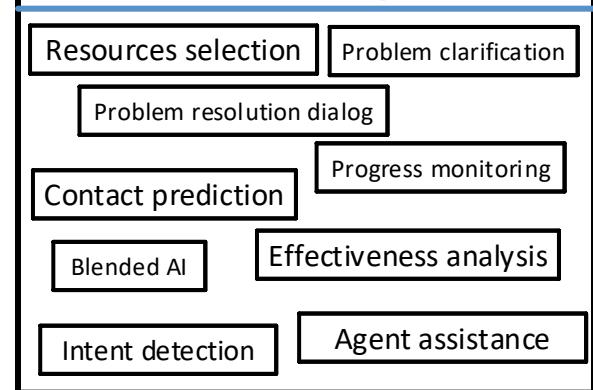 Resources selection
Problem clarification
Problem resolution dialog
Progress monitoring
Contact prediction
Effectiveness analysis
Blended AI
Agent assistance
Intent detection